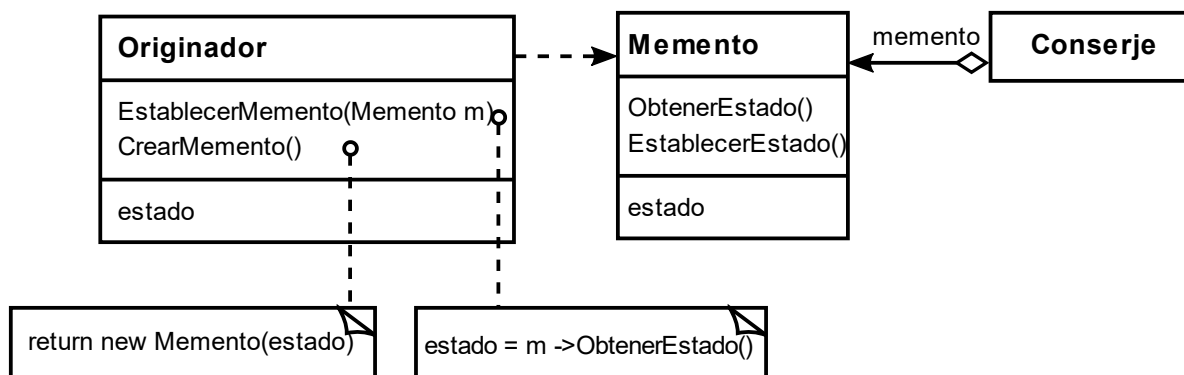 Originador
EstablecerMemento(Memento m)
CrearMemento()
estado
Memento
ObtenerEstado()
EstablecerEstado()
estado
memento
Conserje
return new Memento(estado)
estado = m ->ObtenerEstado()